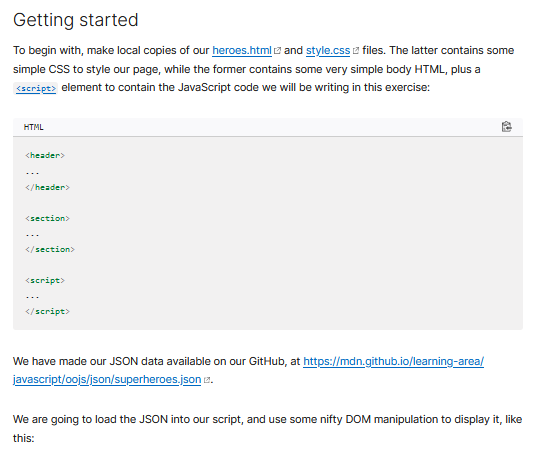 Getting started
To begin with, make local copies of our heroes.html and style.css files. The latter contains some
simple CSS to style our page, while the former contains some very simple body HTML, plus a
<script> element to contain the JavaScript code we will be writing in this exercise:
HTML
<header>
...
</header>
<section>
...
</section>
<script>
...
</script>
We have made our JSON data available on our GitHub, at https://mdn.github.io/learning-area/
javascript/oojs/json/superheroes.json.
We are going to load the JSON into our script, and use some nifty DOM manipulation to display it, like
this: